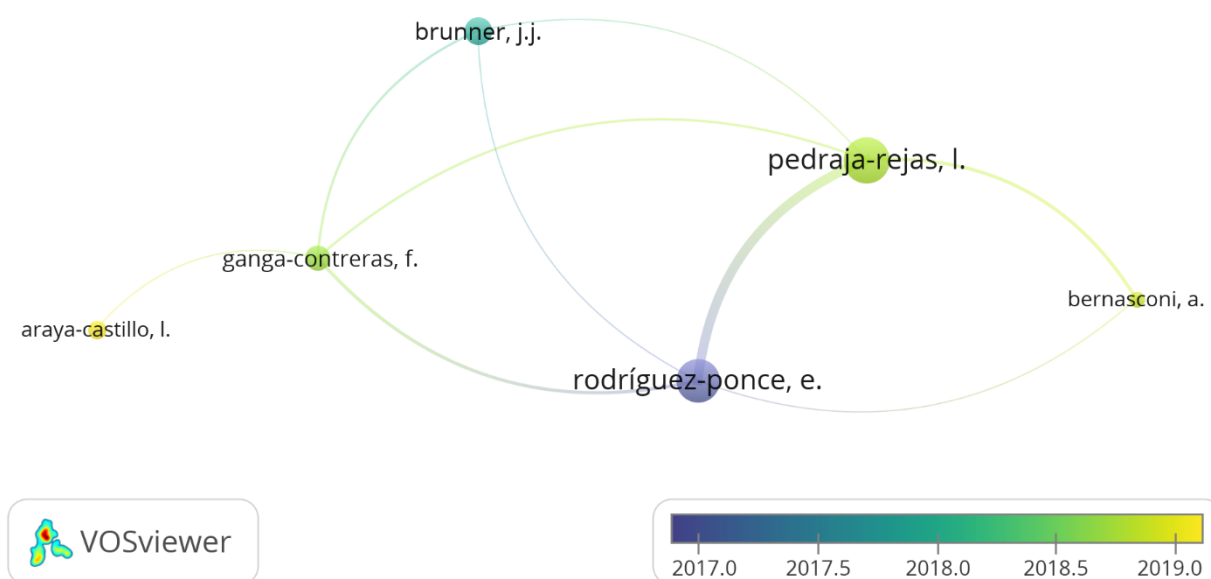 brunner, j.j.
pedraja-rejas, l.
ganga-contreras, f.
bernasconi, a.
araya-castillo, l.
rodríguez-ponce, e.
VOSviewer
2017.0 2017.5 2018.0 2018.5 2019.0